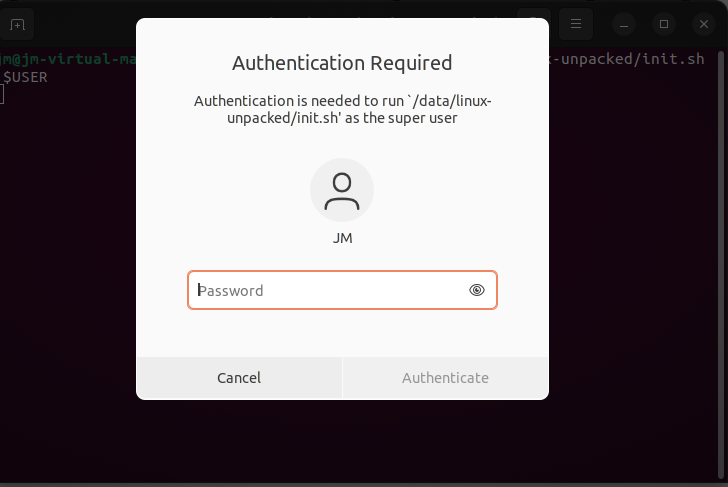 Authentication Required
jm@jm-virtual-ma
x-unpacked/init.sh
$USER
Authentication is needed to run `/data/linux-
unpacked/init.sh' as the super user
JM
Password
Cancel
Authenticate